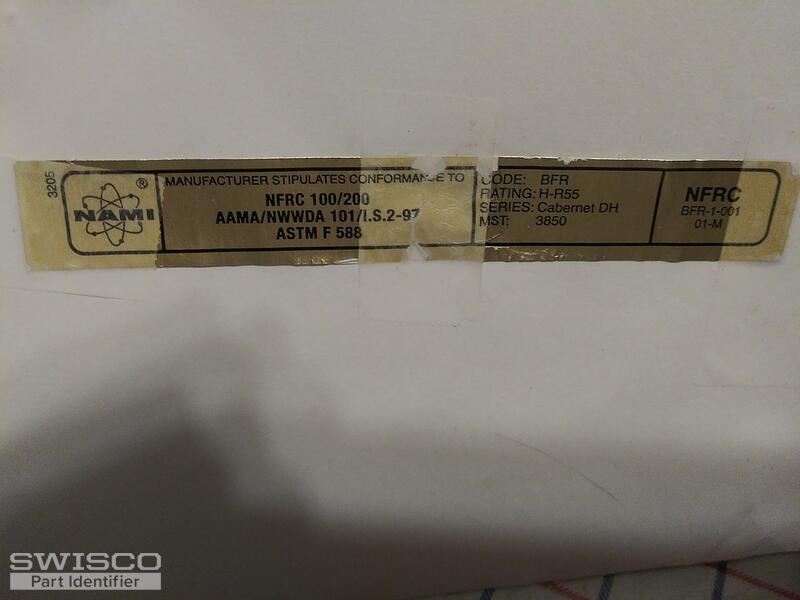 3205
NAMI ®
MANUFACTURER STIPULATES CONFORMANCE TO
NFRC 100/200
AAMA/NWWDA 101/I.S.2-97
ASTM F 588
CODE: BFR
RATING: H-R55
SERIES: Cabernet DH
MST: 3850
NFRC
BFR-1-001
01-M
SWISCO
Part Identifier